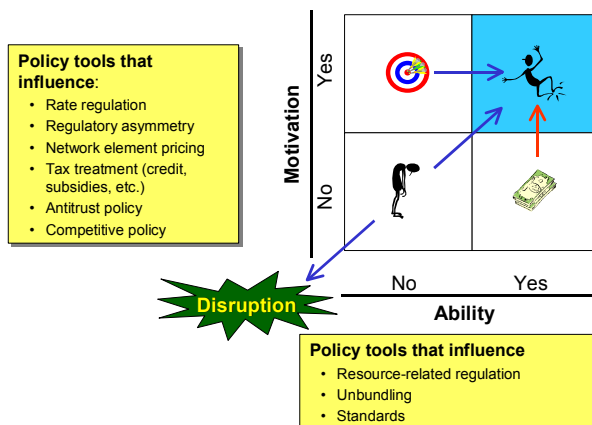 Policy tools that
influence:
• Rate regulation
• Regulatory asymmetry
• Network element pricing
• Tax treatment (credit,
subsidies, etc.)
• Antitrust policy
• Competitive policy
Motivation
Yes
No
Disruption
No
Yes
Ability
Policy tools that influence
• Resource-related regulation
• Unbundling
• Standards